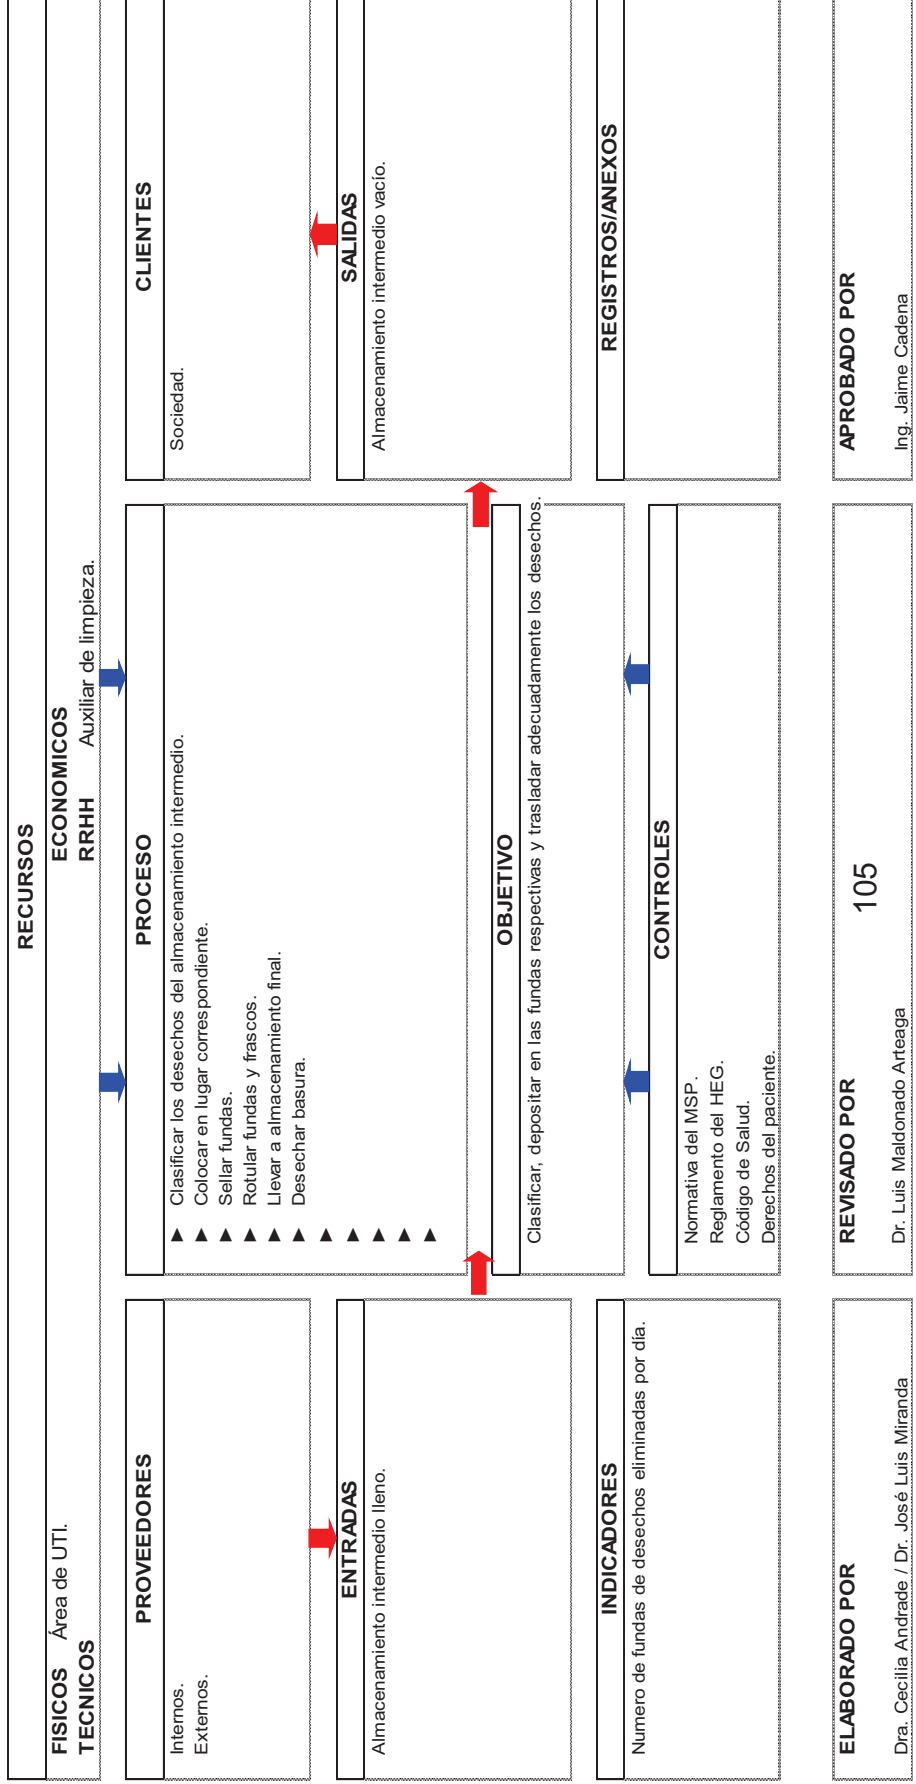 RECURSOS
FISICOS Área de UTI.
ECONOMICOS
TECNICOS
RRHH Auxiliar de limpieza.
PROVEEDORES
Internos.
Externos.
ENTRADAS
Almacenamiento intermedio lleno.
INDICADORES
Numero de fundas de desechos eliminadas por día.
PROCESO
Clasificar los desechos del almacenamiento intermedio.
Colocar en lugar correspondiente.
Sellar fundas.
Rotular fundas y frascos.
Llevar a almacenamiento final.
Desechar basura.
OBJETIVO
Clasificar, depositar en las fundas respectivas y trasladar adecuadamente los desechos.
CONTROLES
Normativa del MSP.
Reglamento del HEG.
Código de Salud.
Derechos del paciente.
CLIENTES
Sociedad.
SALIDAS
Almacenamiento intermedio vacío.
REGISTROS/ANEXOS
ELABORADO POR
Dra. Cecilia Andrade / Dr. José Luis Miranda
REVISADO POR
105
Dr. Luis Maldonado Arteaga
APROBADO POR
Ing. Jaime Cadena